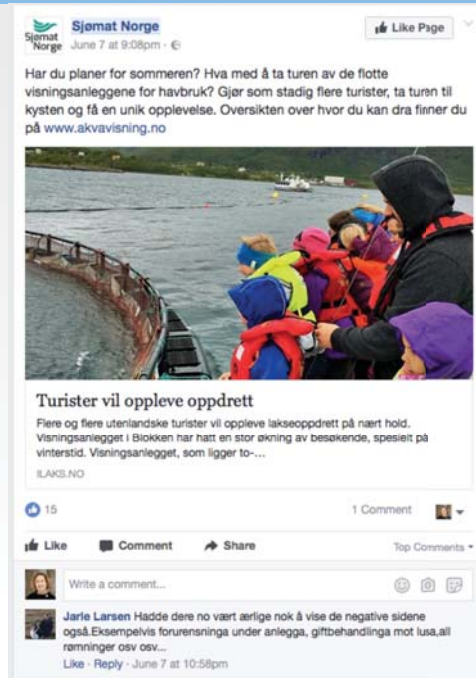 Sjømat Norge
Sjømat Norge
June 7 at 9:08pm
Like Page
Har du planer for sommeren? Hva med å ta turen av de flotte
visningsanleggene for havbruk? Gjør som stadig flere turister, ta turen til
kysten og få en unik opplevelse. Oversikten over hvor du kan dra finner du
på www.akvavisning.no
Turister vil oppleve oppdrett
Flere og flere utenlandske turister vil oppleve lakseoppdrett på nært hold.
Visningsanlegget i Blokken har hatt en stor økning av besøkende, spesielt på
vinterstid. Visningsanlegget, som ligger to-...
ILAKS.NO
15
1 Comment
Like Comment Share
Top Comments
Write a comment...
Jarle Larsen Hadde dere no vært ærlige nok å vise de negative sidene
også.Eksempelvis forurensninga under anlegga, giftbehandlinga mot lusa,all
rømninger osv osv...
Like · Reply · June 7 at 10:58pm